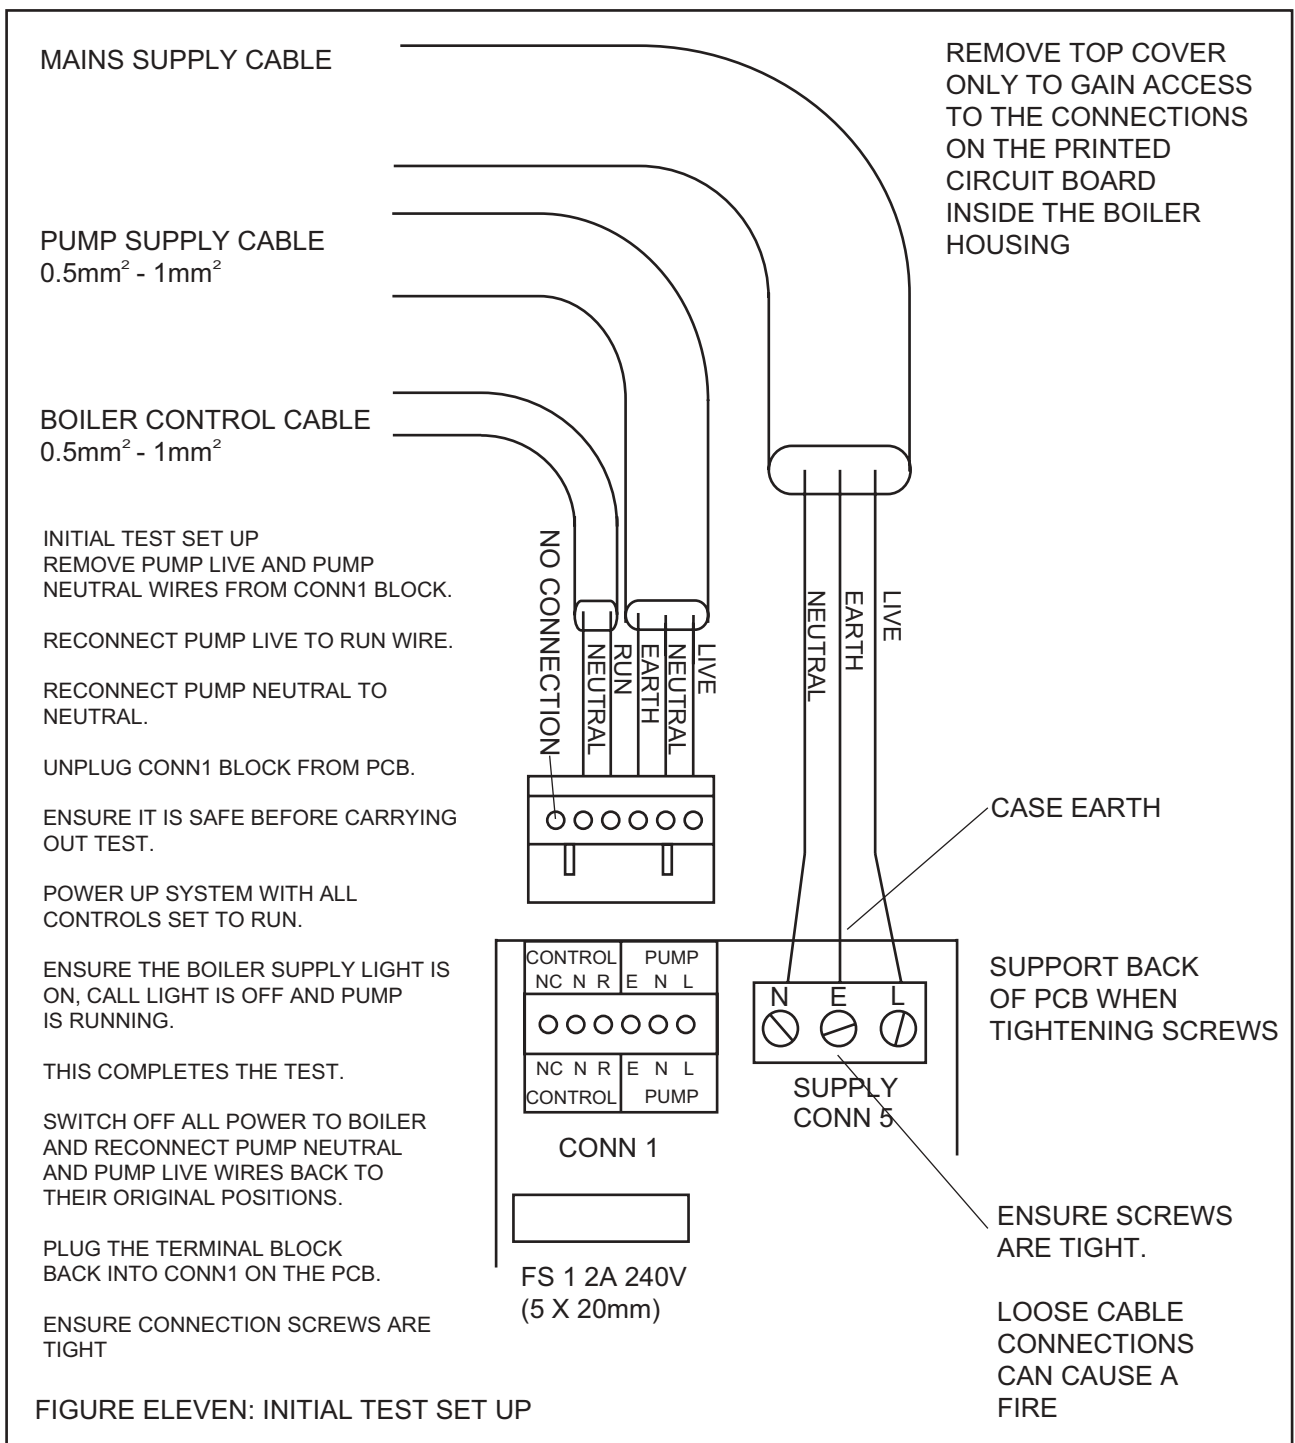 MAINS SUPPLY CABLE
REMOVE TOP COVER
ONLY TO GAIN ACCESS
TO THE CONNECTIONS
ON THE PRINTED
CIRCUIT BOARD
INSIDE THE BOILER
HOUSING
PUMP SUPPLY CABLE
0.5mm² - 1mm²
BOILER CONTROL CABLE
0.5mm² - 1mm²
INITIAL TEST SET UP
REMOVE PUMP LIVE AND PUMP
NEUTRAL WIRES FROM CONN1 BLOCK.
RECONNECT PUMP LIVE TO RUN WIRE.
RECONNECT PUMP NEUTRAL TO
NEUTRAL.
UNPLUG CONN1 BLOCK FROM PCB.
ENSURE IT IS SAFE BEFORE CARRYING
OUT TEST.
POWER UP SYSTEM WITH ALL
CONTROLS SET TO RUN.
ENSURE THE BOILER SUPPLY LIGHT IS
ON, CALL LIGHT IS OFF AND PUMP
IS RUNNING.
THIS COMPLETES THE TEST.
SWITCH OFF ALL POWER TO BOILER
AND RECONNECT PUMP NEUTRAL
AND PUMP LIVE WIRES BACK TO
THEIR ORIGINAL POSITIONS.
PLUG THE TERMINAL BLOCK
BACK INTO CONN1 ON THE PCB.
ENSURE CONNECTION SCREWS ARE
TIGHT
NO CONNECTION
NEUTRAL
RUN
EARTH
NEUTRAL
LIVE
NEUTRAL
EARTH
LIVE
CASE EARTH
CONTROL PUMP
NC N R E N L
NC N R E N L
CONTROL PUMP
CONN 1
N E L
SUPPLY
CONN 5
SUPPORT BACK
OF PCB WHEN
TIGHTENING SCREWS
FS 1 2A 240V
(5 X 20mm)
ENSURE SCREWS
ARE TIGHT.
LOOSE CABLE
CONNECTIONS
CAN CAUSE A
FIRE
FIGURE ELEVEN: INITIAL TEST SET UP